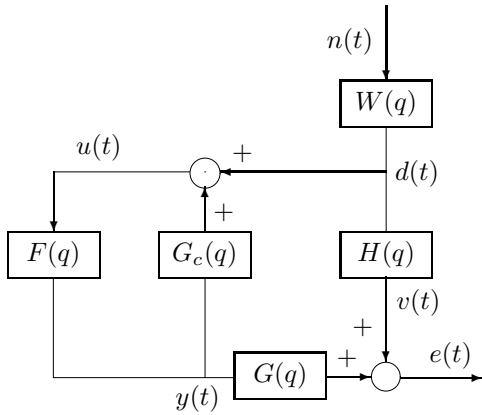 n(t)
W(q)
u(t)
+
d(t)
+
F(q)
G_c(q)
H(q)
v(t)
+
+
e(t)
G(q)
y(t)